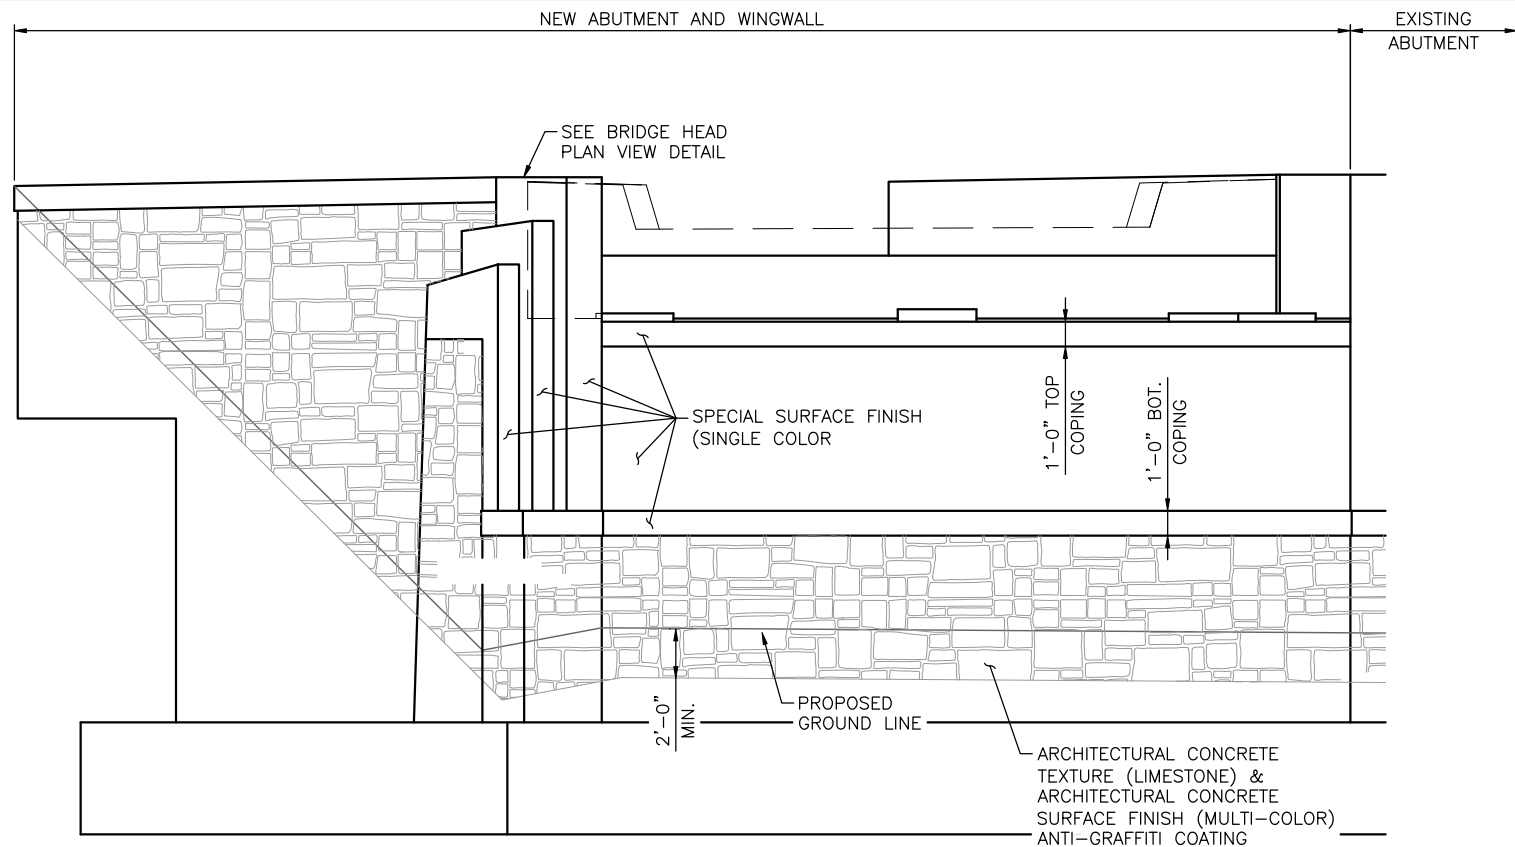 NEW ABUTMENT AND WINGWALL
EXISTING
ABUTMENT
SEE BRIDGE HEAD
PLAN VIEW DETAIL
SPECIAL SURFACE FINISH
(SINGLE COLOR
1'-0" TOP
COPING
1'-0" BOT.
COPING
2'-0"
MIN.
PROPOSED
GROUND LINE
ARCHITECTURAL CONCRETE
TEXTURE (LIMESTONE) &
ARCHITECTURAL CONCRETE
SURFACE FINISH (MULTI-COLOR)
ANTI-GRAFFITI COATING